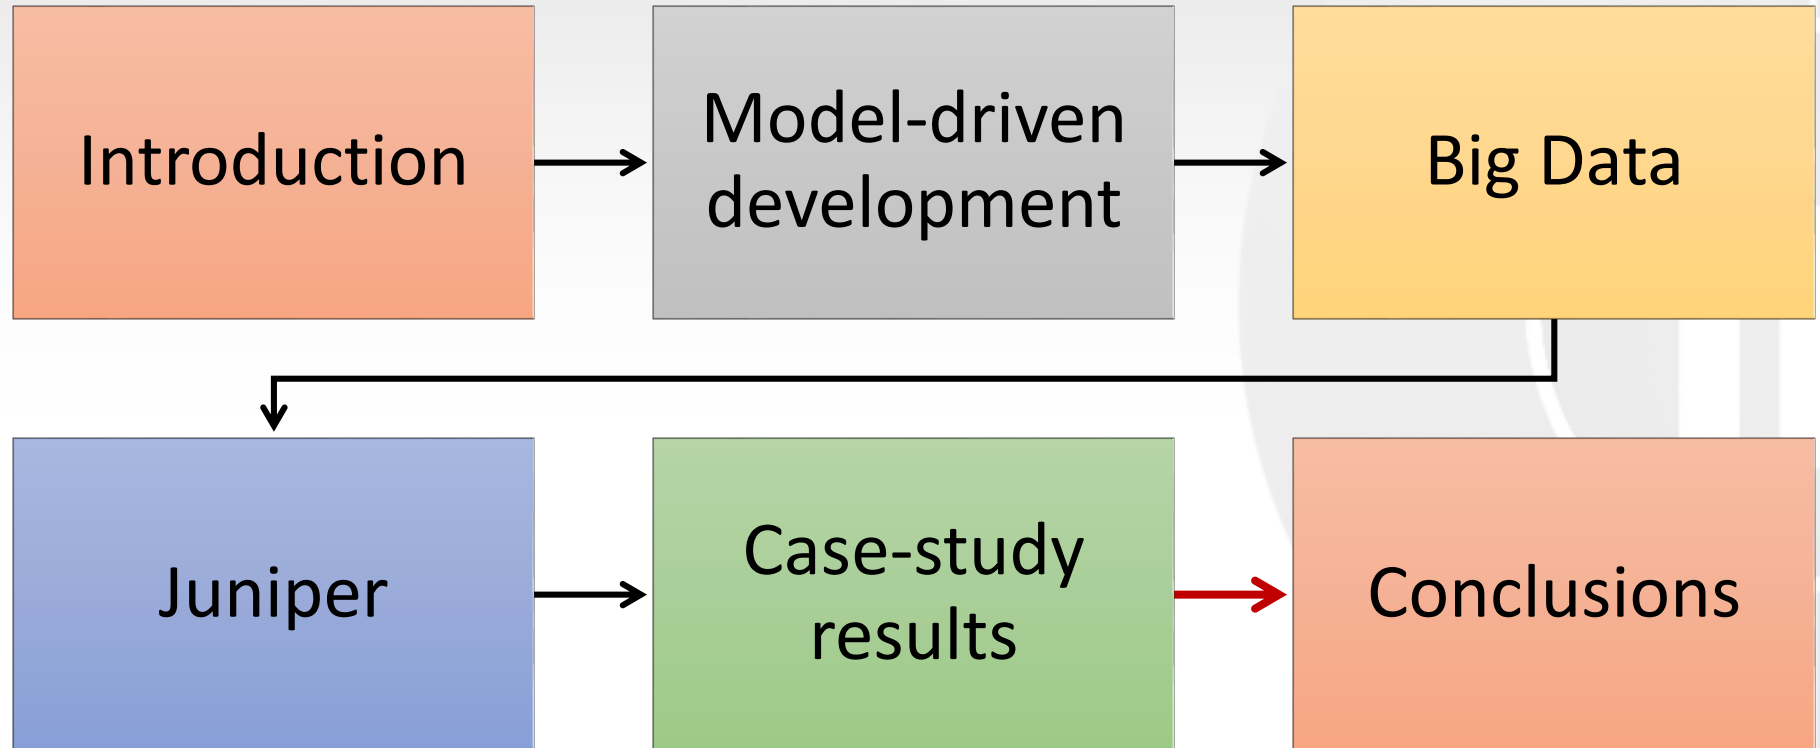 Introduction
Model-driven
development
Big Data
Juniper
Case-study
results
Conclusions